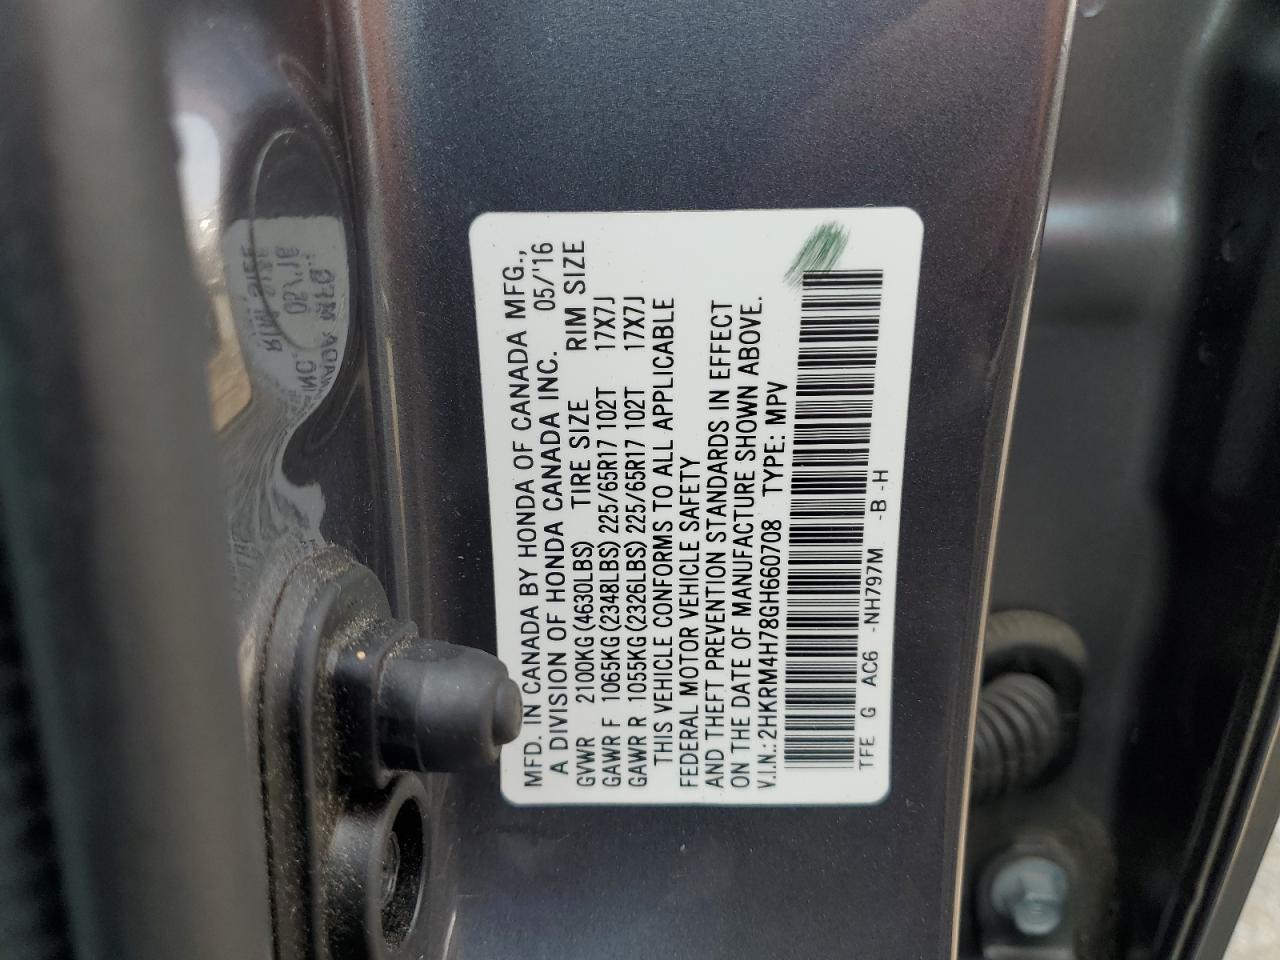 MFD. IN CANADA BY HONDA OF CANADA MFG.,
A DIVISION OF HONDA CANADA INC. 05/'16
GVWR 2100KG (4630LBS) TIRE SIZE RIM SIZE
GAWR F 1065KG (2348LBS) 225/65R17 102T 17X7J
GAWR R 1055KG (2326LBS) 225/65R17 102T 17X7J
THIS VEHICLE CONFORMS TO ALL APPLICABLE
FEDERAL MOTOR VEHICLE SAFETY
AND THEFT PREVENTION STANDARDS IN EFFECT
ON THE DATE OF MANUFACTURE SHOWN ABOVE.
V.I.N.: 2HKRM4H78GH660708 TYPE: MPV
TFE G AC6 -NH797M -B -H